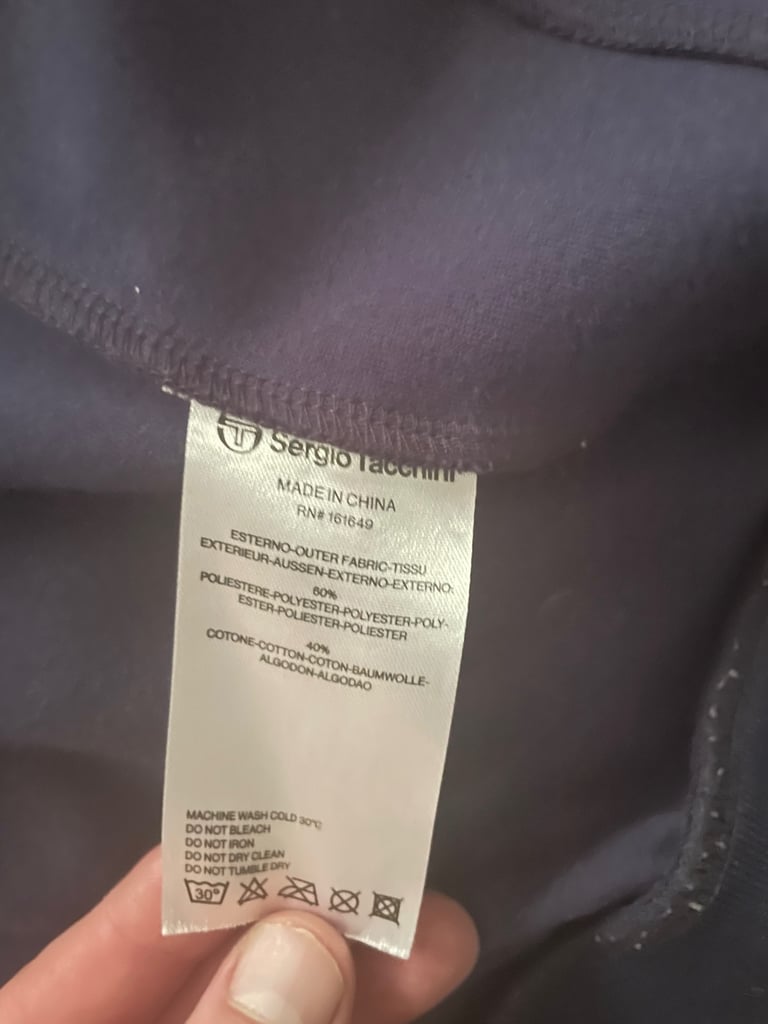 Sergio Tacchini
MADE IN CHINA
RN# 161649
ESTERNO-OUTER FABRIC-TISSU
EXTERIEUR-AUSSEN-EXTERNO-EXTERNO:
60%
POLIESTERE-POLYESTER-POLYESTER-POLY-
ESTER-POLIESTER-POLIESTER
40%
COTONE-COTTON-COTON-BAUMWOLLE-
ALGODON-ALGODAO
MACHINE WASH COLD 30°C
DO NOT BLEACH
DO NOT IRON
DO NOT DRY CLEAN
DO NOT TUMBLE DRY
30°